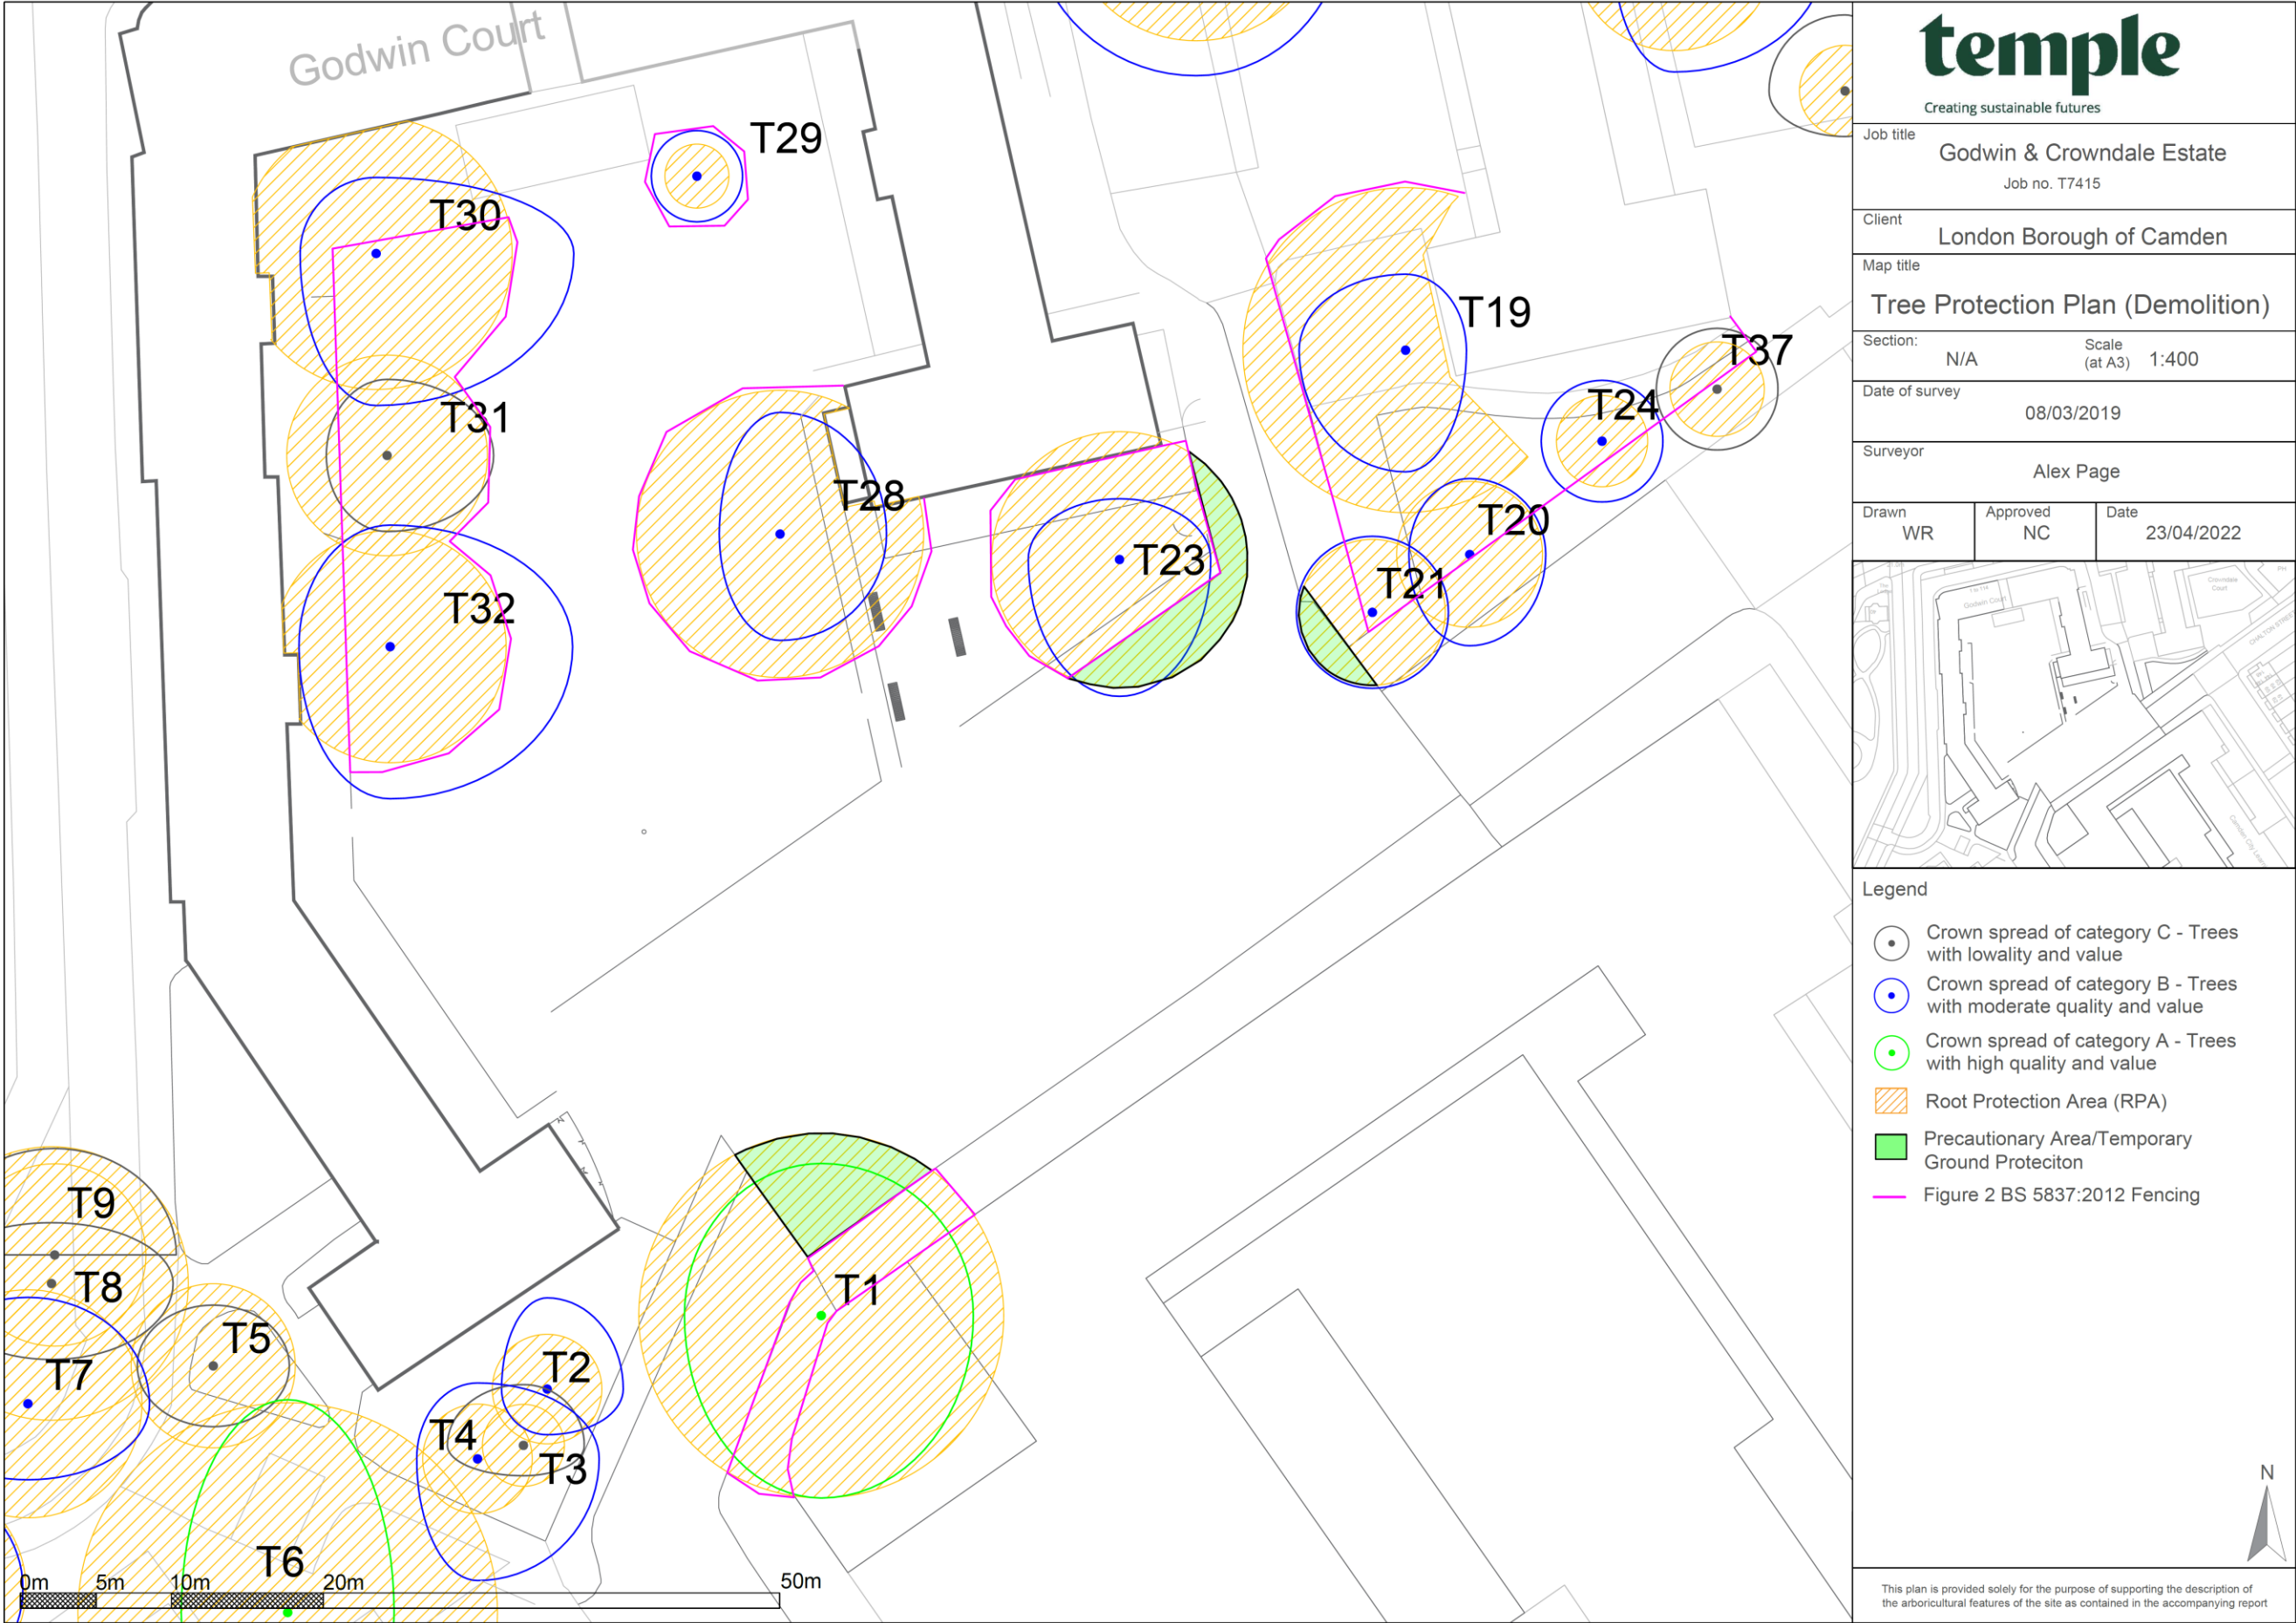 Godwin Court
T29
T30
T19
T37
T31
T24
T28
T20
T23
T21
T32
T9
T8
T1
T5
T2
T7
T4
T3
T6
0m 5m 10m 20m 50m
temple
Creating sustainable futures
Job title
Godwin & Crowndale Estate
Job no. T7415
Client
London Borough of Camden
Map title
Tree Protection Plan (Demolition)
Section:
N/A
Scale
(at A3) 1:400
Date of survey
08/03/2019
Surveyor
Alex Page
Drawn
WR
Approved
NC
Date
23/04/2022
Godwin Court
Crowndale
Court
PH
CHALTON STREET
Legend
Crown spread of category C - Trees
with lowality and value
Crown spread of category B - Trees
with moderate quality and value
Crown spread of category A - Trees
with high quality and value
Root Protection Area (RPA)
Precautionary Area/Temporary
Ground Proteciton
Figure 2 BS 5837:2012 Fencing
N
This plan is provided solely for the purpose of supporting the description of
the arboricultural features of the site as contained in the accompanying report